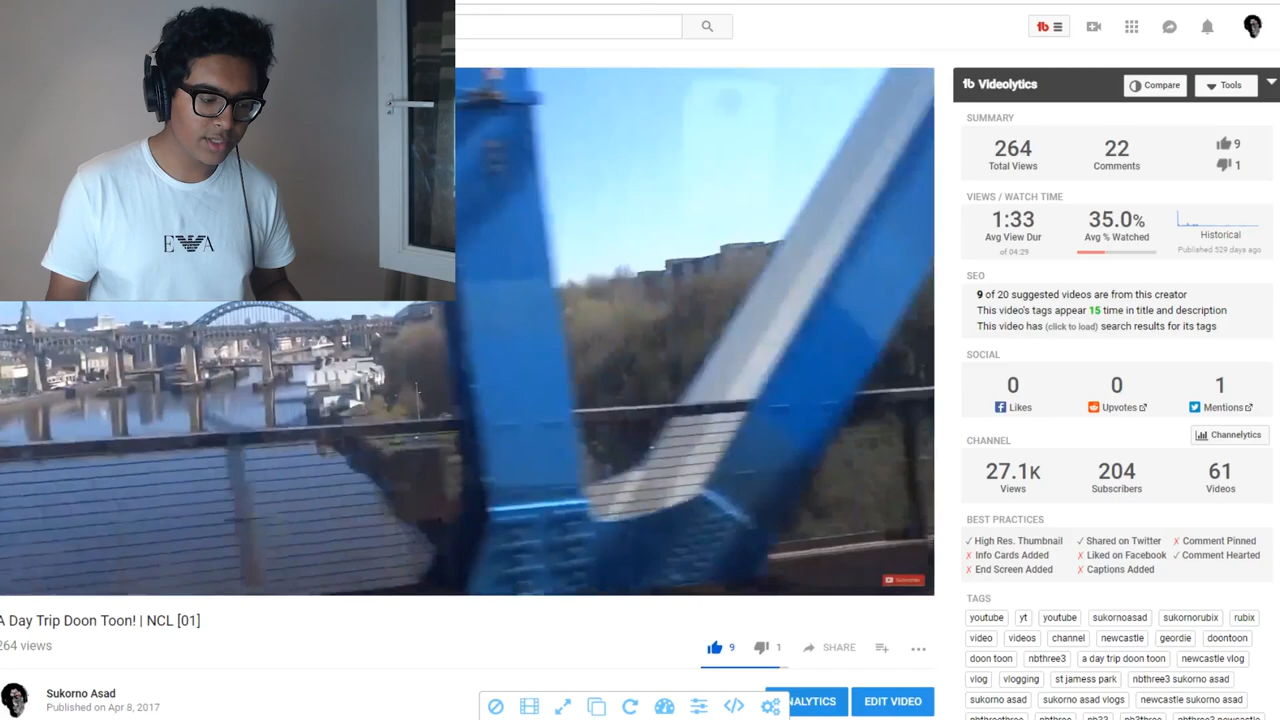 E A
tb
tb Videolytics
Compare
Tools
SUMMARY
264 22 9
Total Views Comments 1
VIEWS / WATCH TIME
1:33 35.0%
Avg View Dur Avg % Watched Historical
of 04:29 Published 529 days ago
SEO
9 of 20 suggested videos are from this creator
This video's tags appear 15 time in title and description
This video has (click to load) search results for its tags
SOCIAL
0 0 1
Likes Upvotes Mentions
CHANNEL Channelytics
27.1K 204 61
Views Subscribers Videos
BEST PRACTICES
✓ High Res. Thumbnail ✓ Shared on Twitter ✗ Comment Pinned
✗ Info Cards Added ✗ Liked on Facebook ✓ Comment Hearted
✗ End Screen Added ✗ Captions Added
TAGS
youtube yt youtube sukornoasad sukornorubix rubix
video videos channel newcastle geordie doontoon
doon toon nbthree3 a day trip doon toon newcastle vlog
vlog vlogging st jamess park nbthree3 sukorno asad
sukorno asad sukorno asad vlogs newcastle sukorno asad
Subscribe
A Day Trip Doon Toon! | NCL [01]
264 views
9 1 SHARE
Sukorno Asad
Published on Apr 8, 2017
NALYTICS EDIT VIDEO